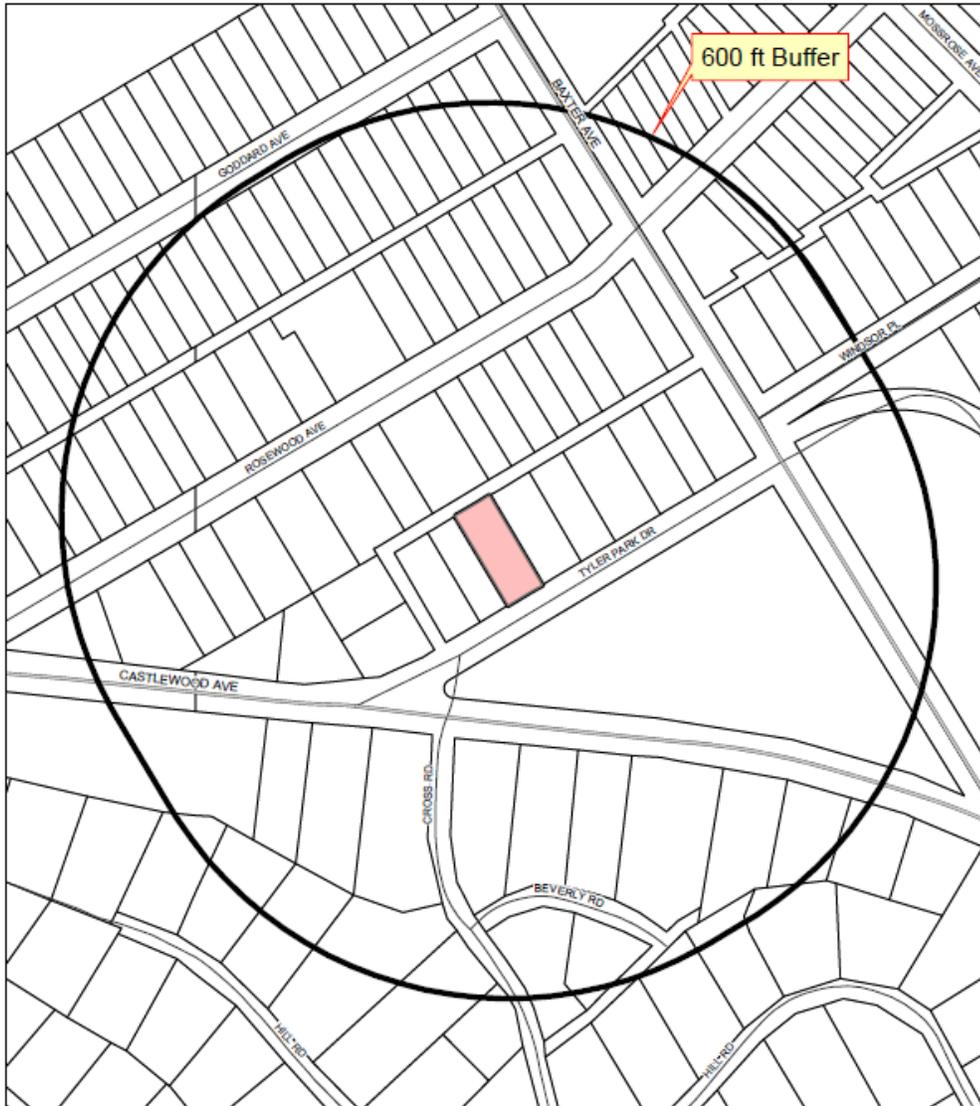 MOSSROSE AVE
600 ft Buffer
BAXTER AVE
GODDARD AVE
WINDSOR PL
ROSEWOOD AVE
TYLER PARK DR
CASTLEWOOD AVE
CROSS RD
BEVERLY RD
HILL RD
HILL RD